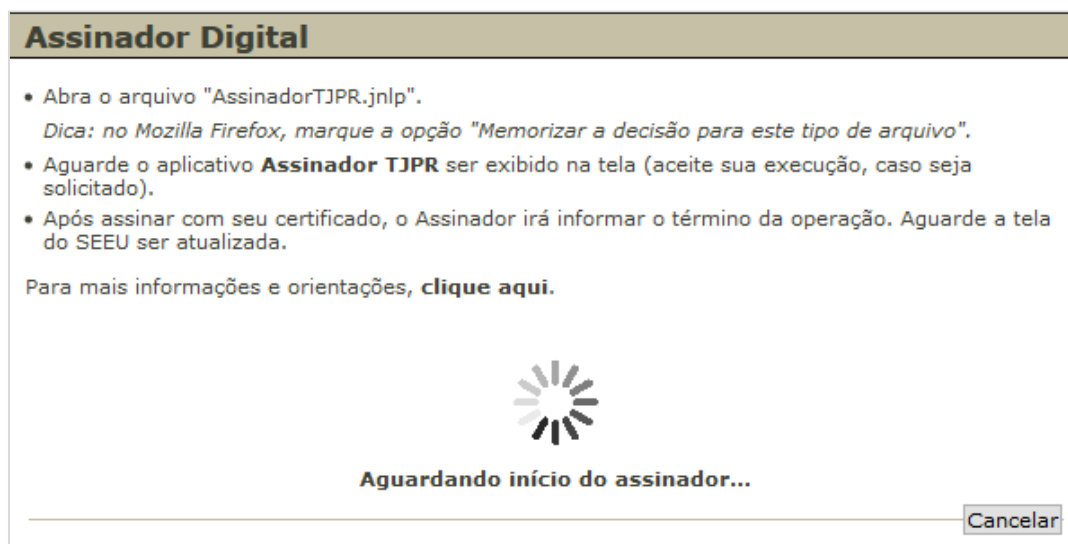 Assinador Digital
• Abra o arquivo "AssinadorTJPR.jnlp".
Dica: no Mozilla Firefox, marque a opção "Memorizar a decisão para este tipo de arquivo".
• Aguarde o aplicativo Assinador TJPR ser exibido na tela (aceite sua execução, caso seja
solicitado).
• Após assinar com seu certificado, o Assinador irá informar o término da operação. Aguarde a tela
do SEEU ser atualizada.
Para mais informações e orientações, clique aqui.
Aguardando início do assinador...
Cancelar